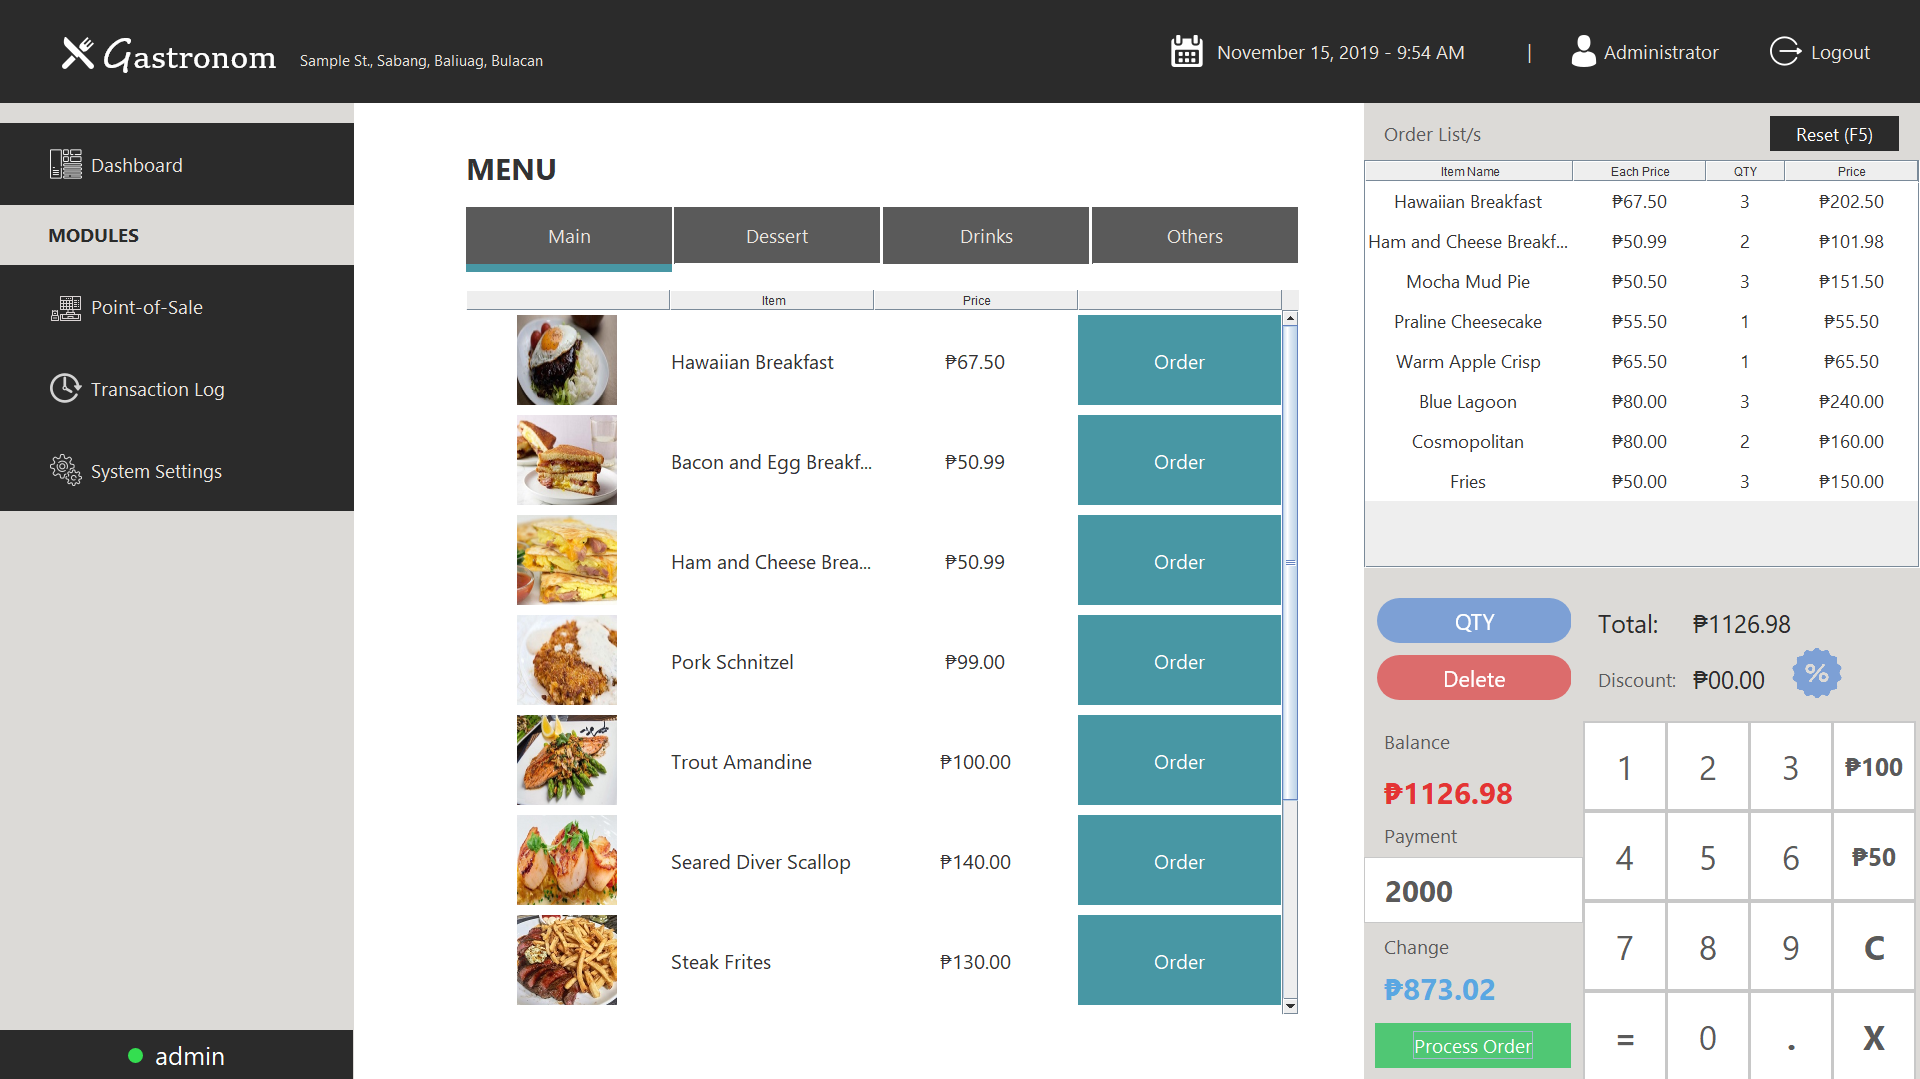 Gastronom
Sample St., Sabang, Baliuag, Bulacan
November 15, 2019 - 9:54 AM
|
Administrator
Logout
Dashboard
MODULES
Point-of-Sale
Transaction Log
System Settings
admin
MENU
Main Dessert Drinks Others
Item Price
Hawaiian Breakfast ₱67.50 Order
Bacon and Egg Breakf... ₱50.99 Order
Ham and Cheese Brea... ₱50.99 Order
Pork Schnitzel ₱99.00 Order
Trout Amandine ₱100.00 Order
Seared Diver Scallop ₱140.00 Order
Steak Frites ₱130.00 Order
Order List/s
Reset (F5)
Item Name Each Price QTY Price
Hawaiian Breakfast ₱67.50 3 ₱202.50
Ham and Cheese Breakf... ₱50.99 2 ₱101.98
Mocha Mud Pie ₱50.50 3 ₱151.50
Praline Cheesecake ₱55.50 1 ₱55.50
Warm Apple Crisp ₱65.50 1 ₱65.50
Blue Lagoon ₱80.00 3 ₱240.00
Cosmopolitan ₱80.00 2 ₱160.00
Fries ₱50.00 3 ₱150.00
QTY
Total: ₱1126.98
Delete
Discount: ₱00.00 %
Balance
₱1126.98
Payment
2000
Change
₱873.02
Process Order
1 2 3 ₱100
4 5 6 ₱50
7 8 9 C
= 0 . X